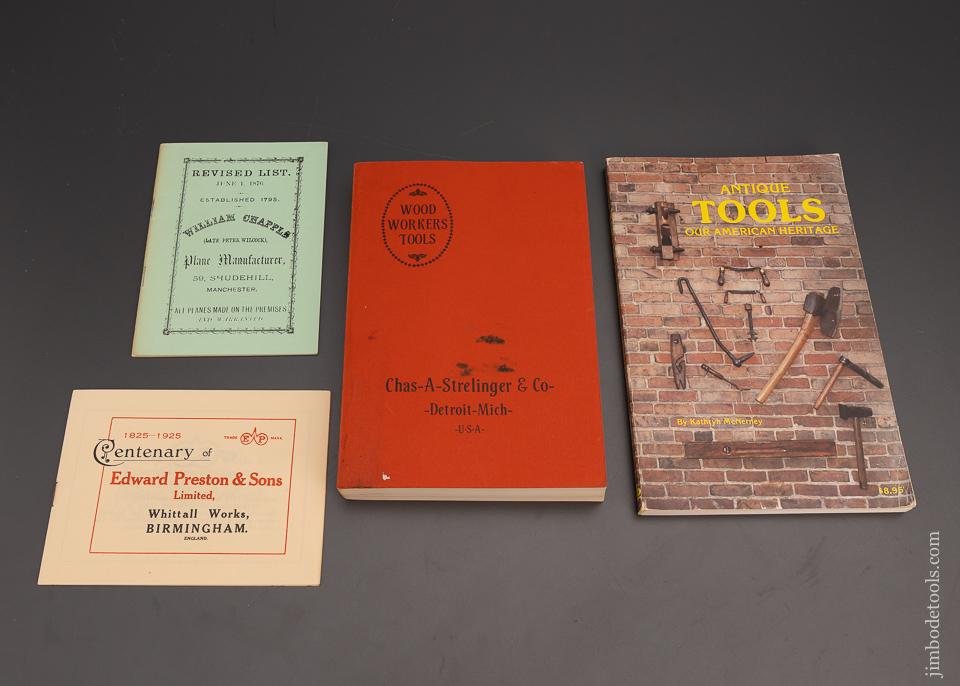 REVISED LIST.
JUNE 1, 1876
ESTABLISHED 1795.
WILLIAM CHAPPLE
(LATE PETER WILCOCK),
Plane Manufacturer,
59, SHUDEHILL,
MANCHESTER.
ALL PLANES MADE ON THE PREMISES
AND WARRANTED
1825—1925
TRADE EP MARK
Centenary of
Edward Preston & Sons
Limited,
Whittall Works,
BIRMINGHAM.
ENGLAND.
WOOD
WORKERS
TOOLS
Chas-A-Strelinger & Co-
-Detroit-Mich-
-U-S-A-
ANTIQUE
TOOLS
OUR AMERICAN HERITAGE
By Kathryn McNerney
$8.95
jimbodetools.com